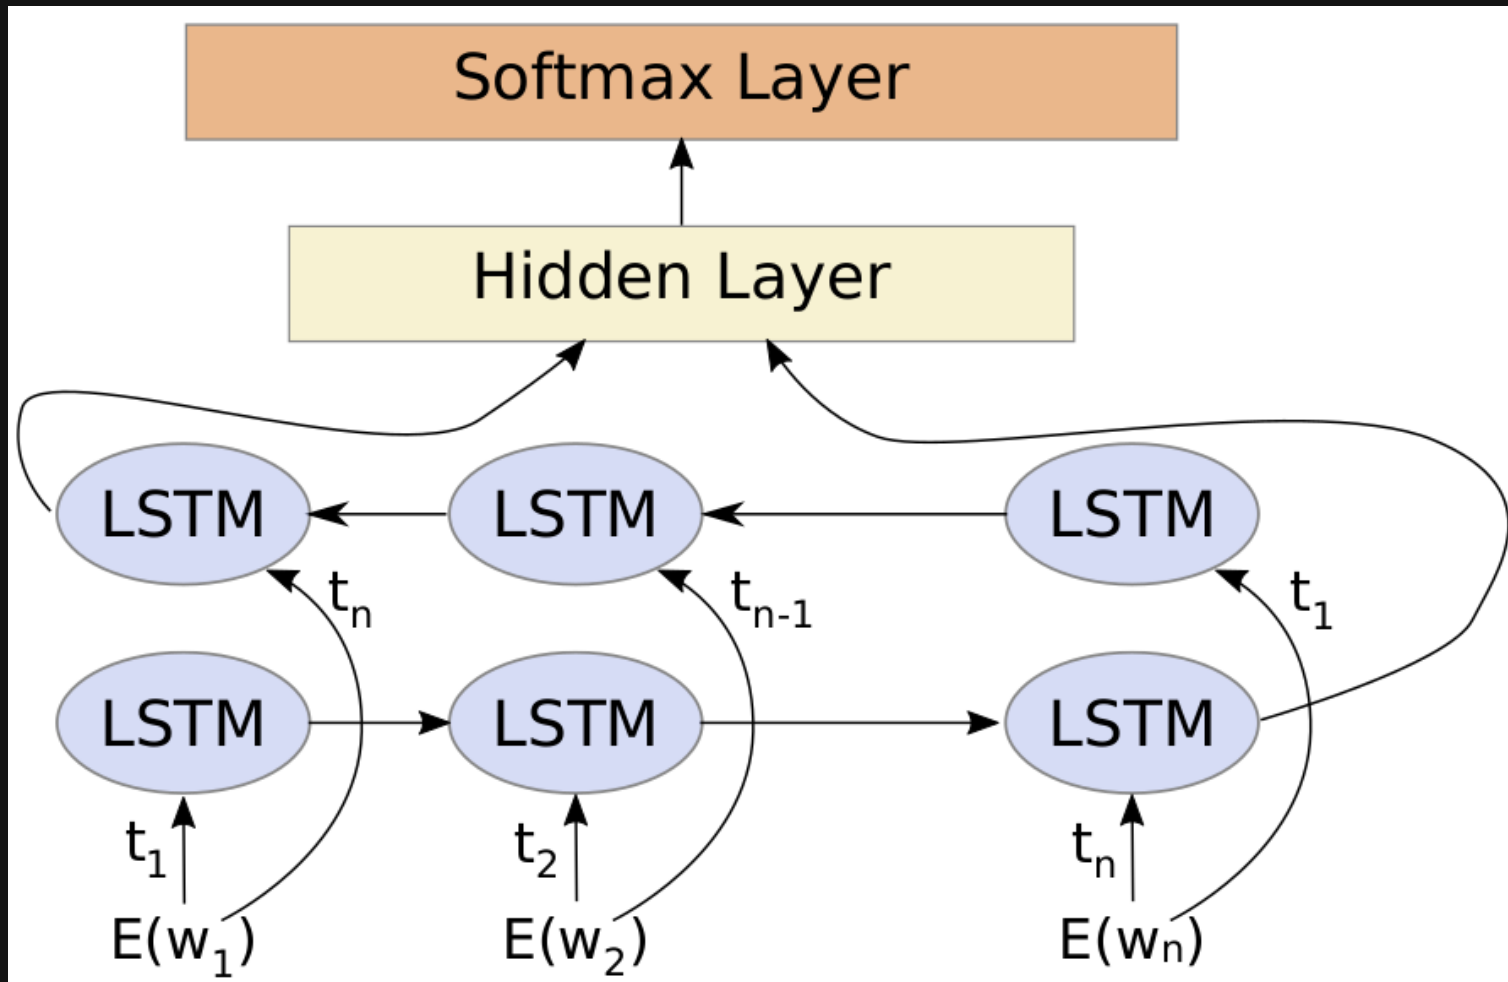 Softmax Layer
Hidden Layer
LSTM LSTM LSTM
tn tn-1 t1
LSTM LSTM LSTM
t1 t2 tn
E(w1) E(w2) E(wn)